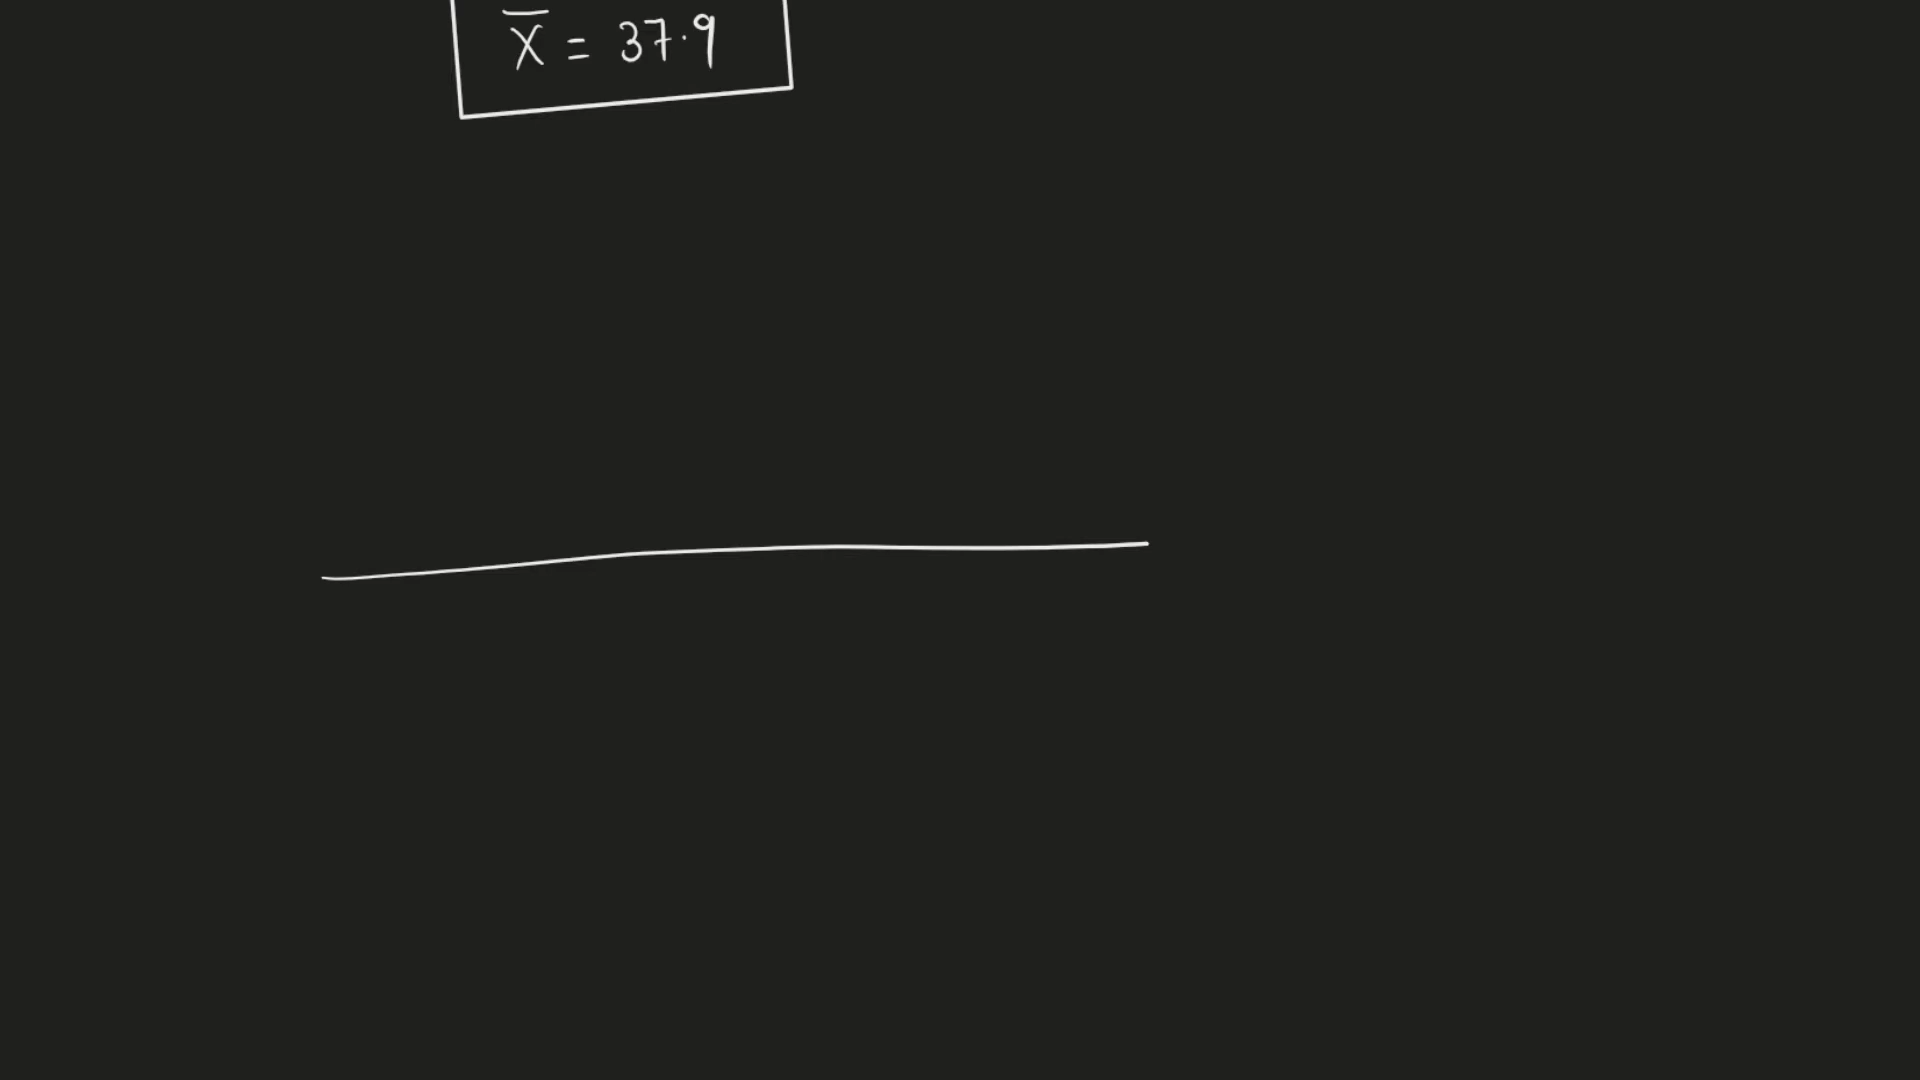 X̅ = 37.9